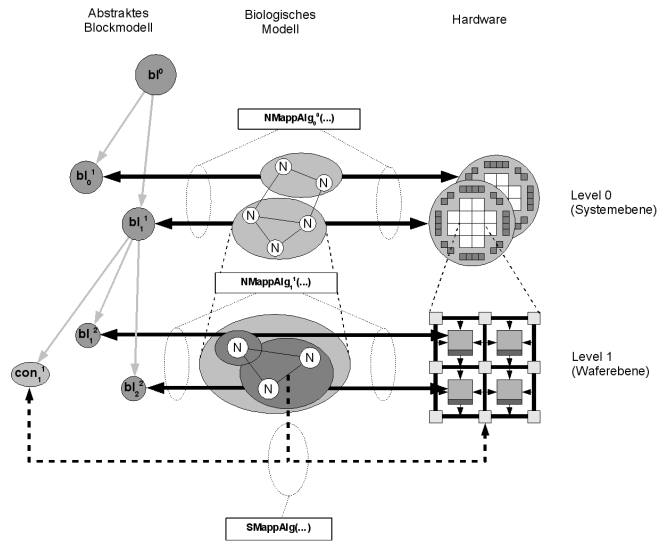 Abstraktes
Blockmodell
Biologisches
Modell
Hardware
bl⁰
NMappAlg₀⁰(...)
bl₀¹
N
N
Level 0
(Systemebene)
bl₁¹
N
N
N
NMappAlg₁¹(...)
bl₁²
N
N
Level 1
(Waferebene)
con₁¹
bl₂²
N
SMappAlg(...)